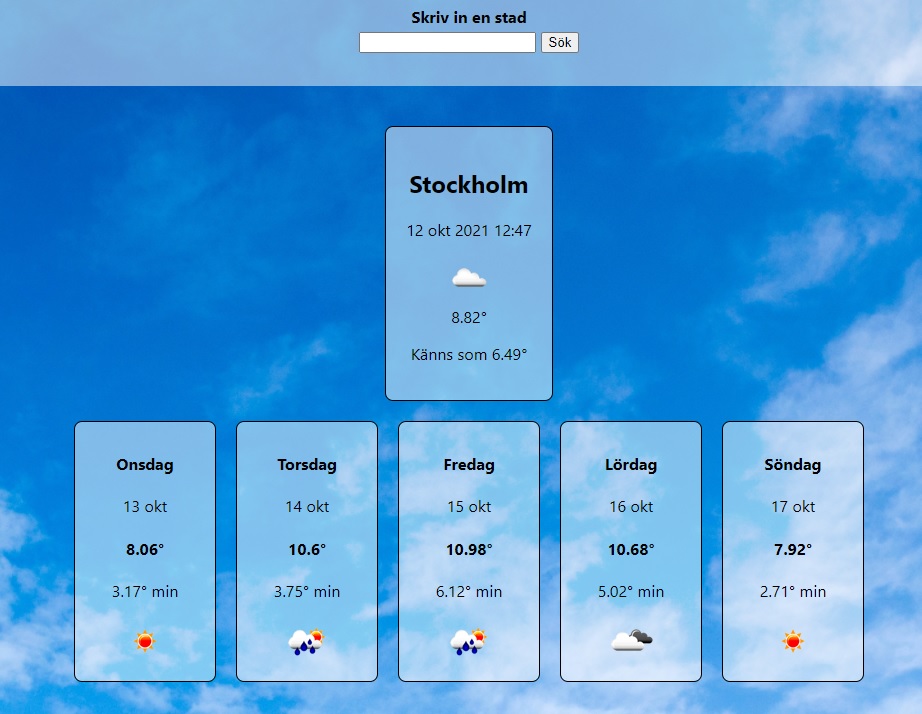 Skriv in en stad
Sök
Stockholm
12 okt 2021 12:47
8.82°
Känns som 6.49°
Onsdag
13 okt
8.06°
3.17° min
Torsdag
14 okt
10.6°
3.75° min
Fredag
15 okt
10.98°
6.12° min
Lördag
16 okt
10.68°
5.02° min
Söndag
17 okt
7.92°
2.71° min